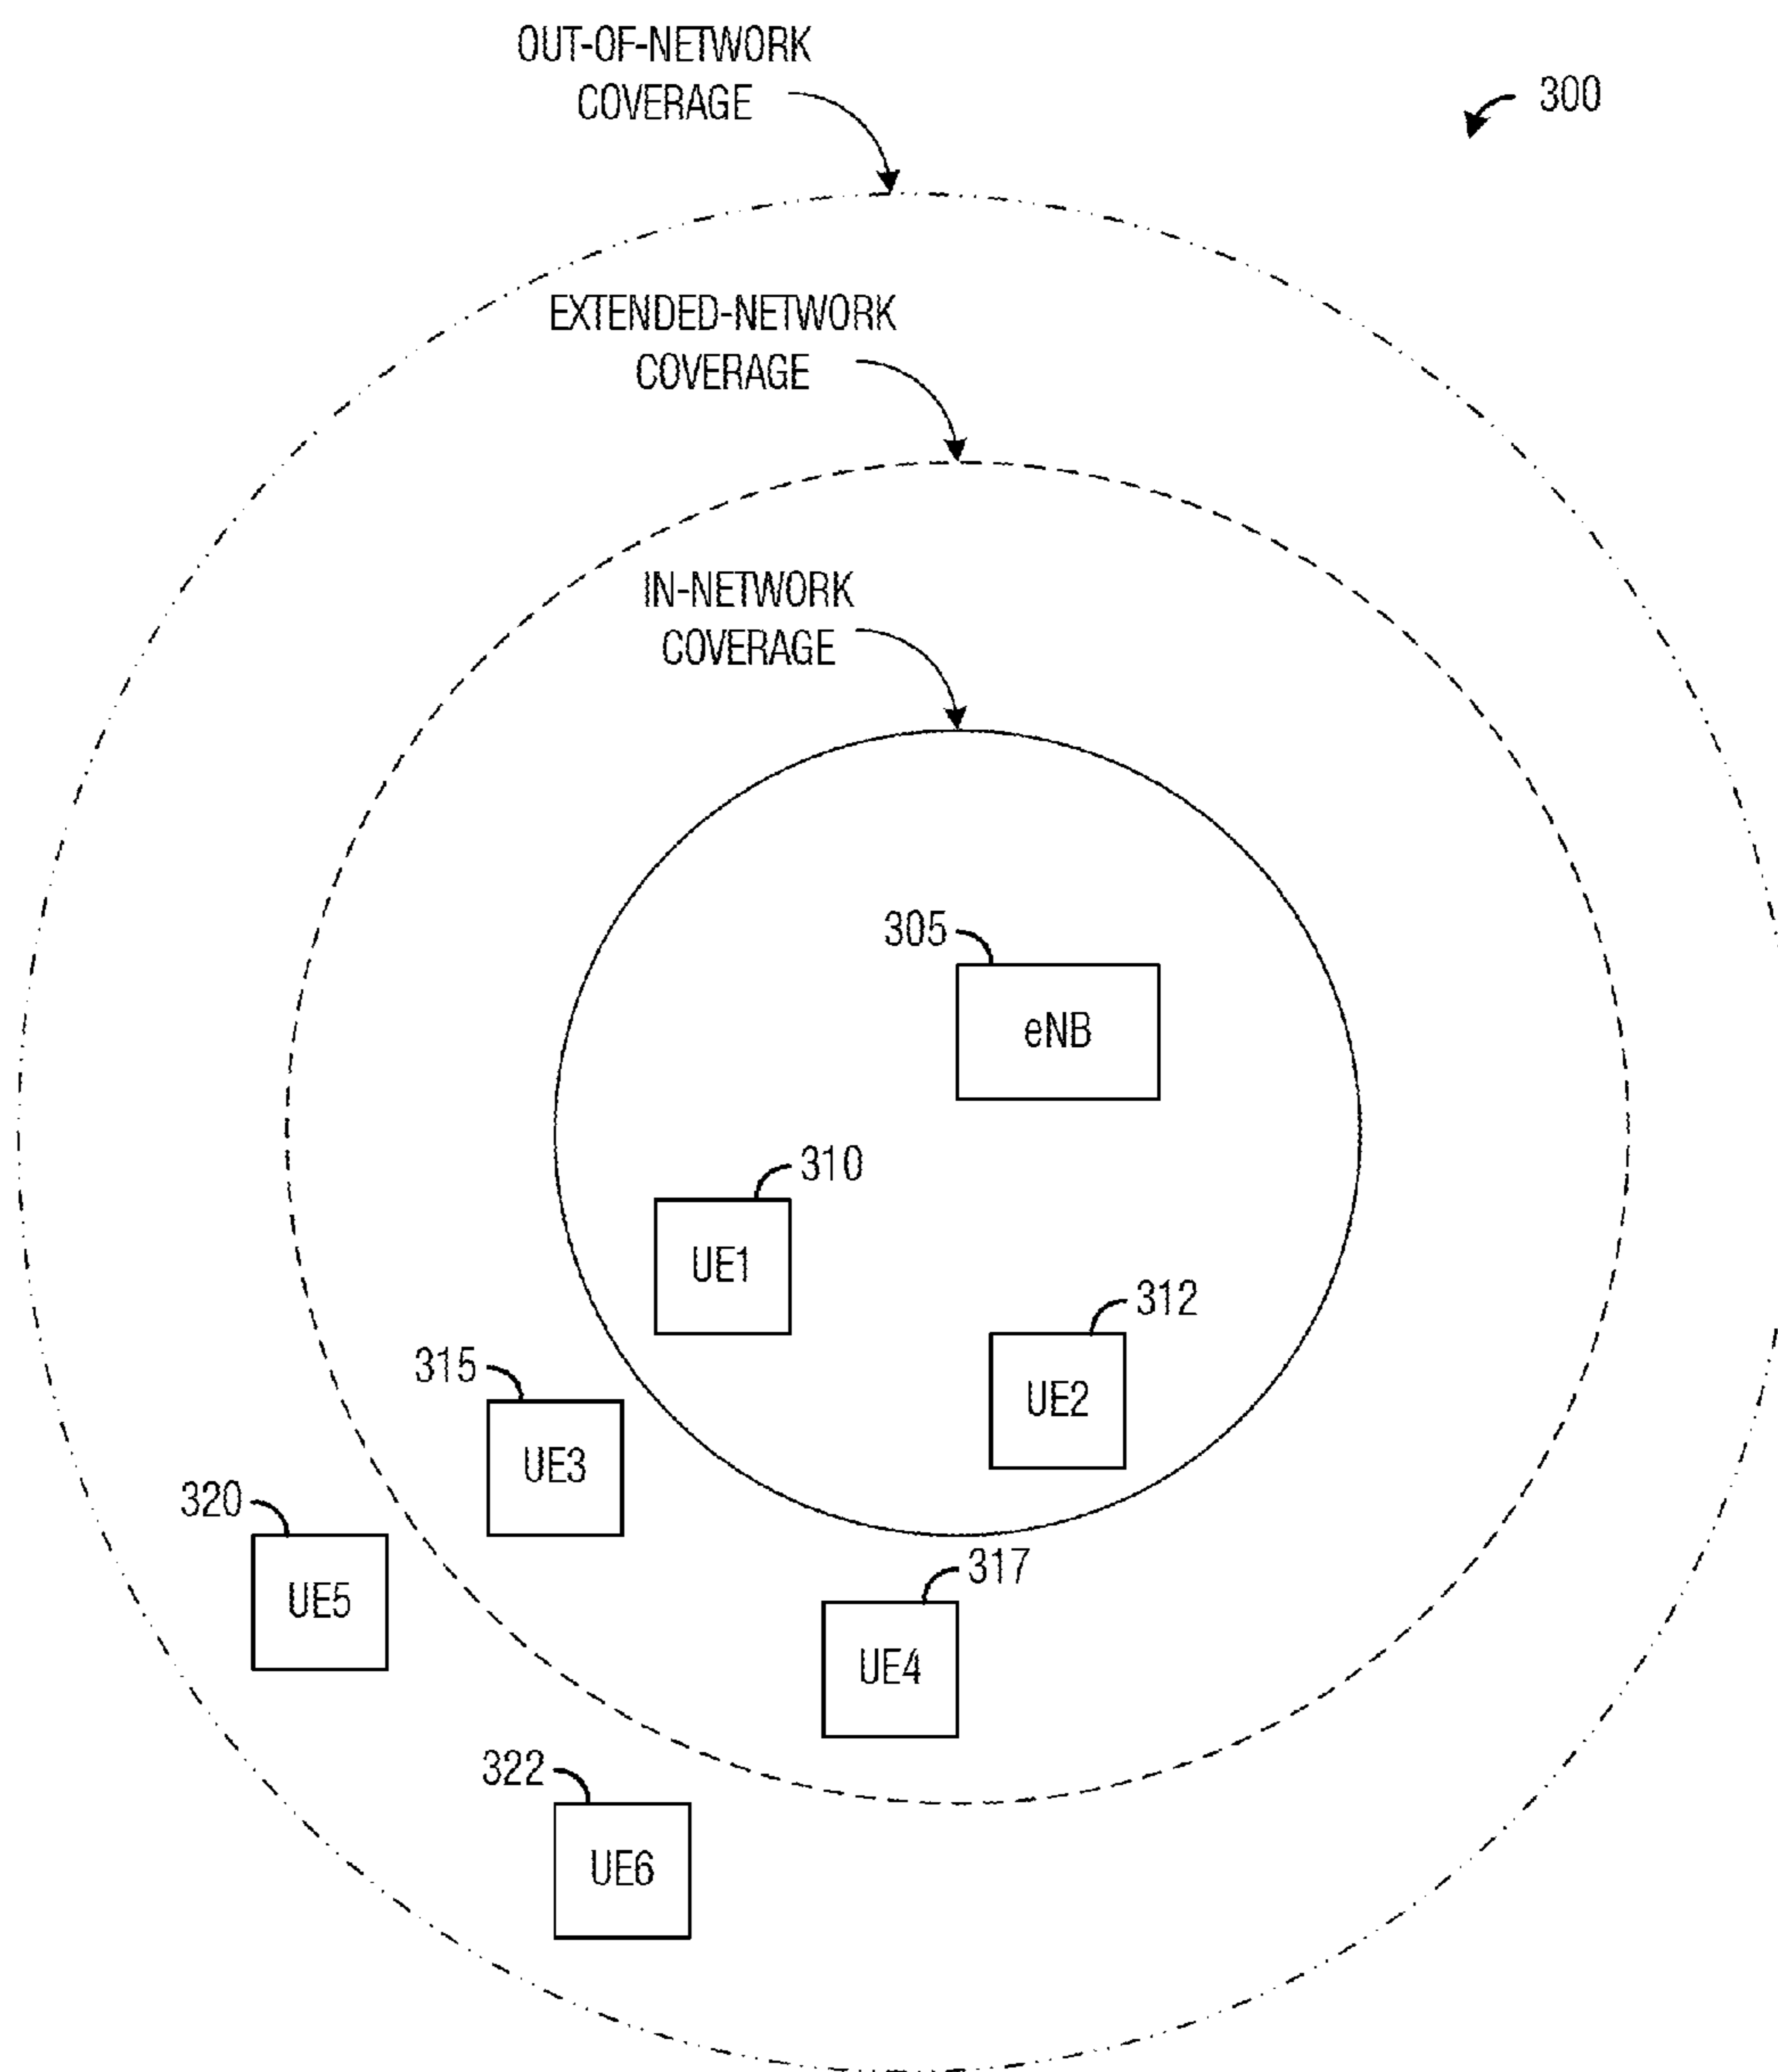 OUT-OF-NETWORK
COVERAGE
300
EXTENDED-NETWORK
COVERAGE
IN-NETWORK
COVERAGE
305
eNB
310
UE1
312
UE2
315
UE3
320
UE5
317
UE4
322
UE6